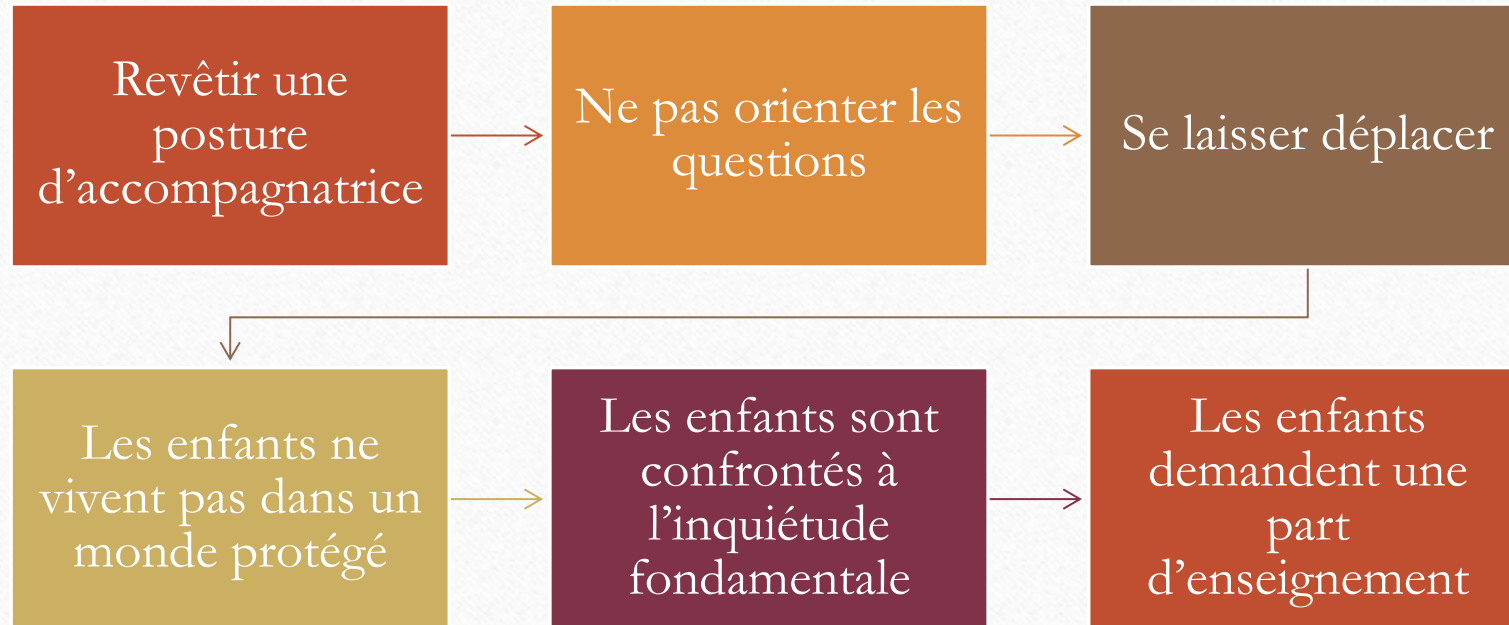 Revêtir une
posture
d’accompagnatrice
Ne pas orienter les
questions
Se laisser déplacer
Les enfants ne
vivent pas dans un
monde protégé
Les enfants sont
confrontés à
l’inquiétude
fondamentale
Les enfants
demandent une
part
d’enseignement